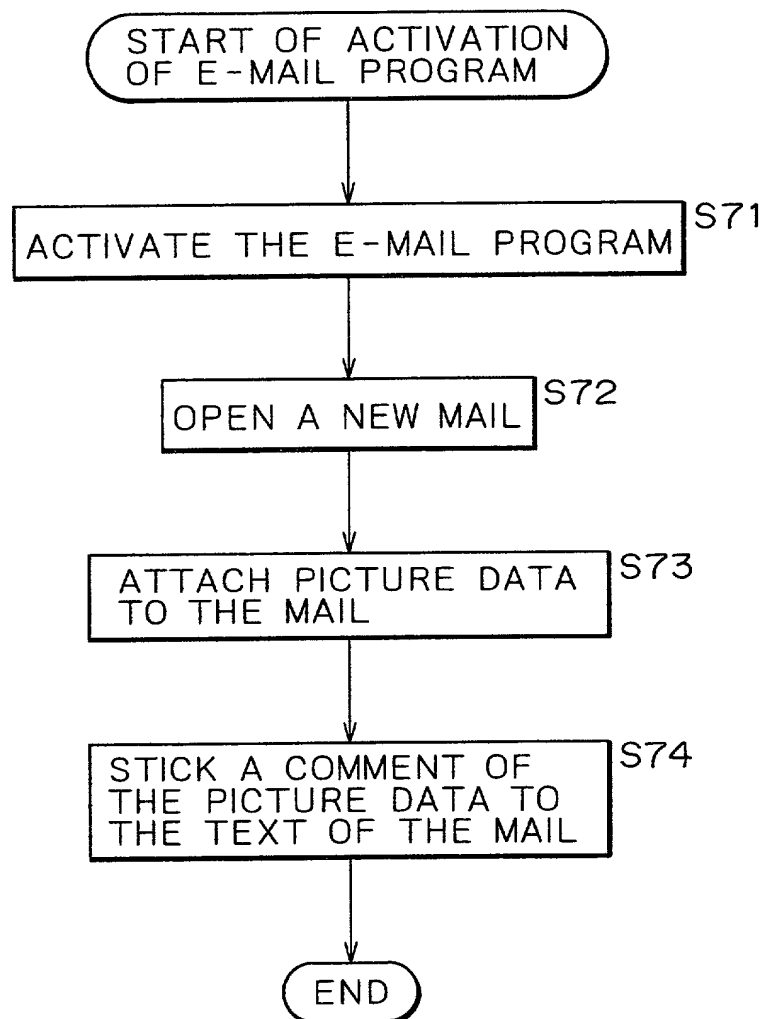 START OF ACTIVATION
OF E-MAIL PROGRAM
S71
ACTIVATE THE E-MAIL PROGRAM
S72
OPEN A NEW MAIL
S73
ATTACH PICTURE DATA
TO THE MAIL
S74
STICK A COMMENT OF
THE PICTURE DATA TO
THE TEXT OF THE MAIL
END